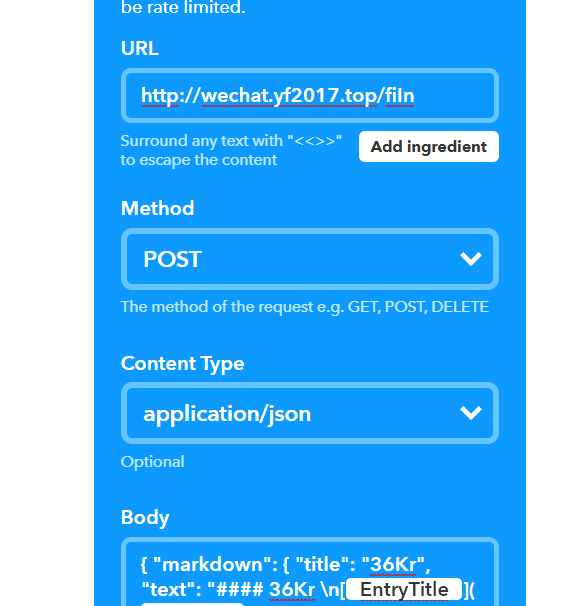 be rate limited.
URL
http://wechat.yf2017.top/fiIn
Surround any text with "<<>>"
to escape the content
Add ingredient
Method
POST
The method of the request e.g. GET, POST, DELETE
Content Type
application/json
Optional
Body
{ "markdown": { "title": "36Kr",
"text": "#### 36Kr \n[ EntryTitle ](